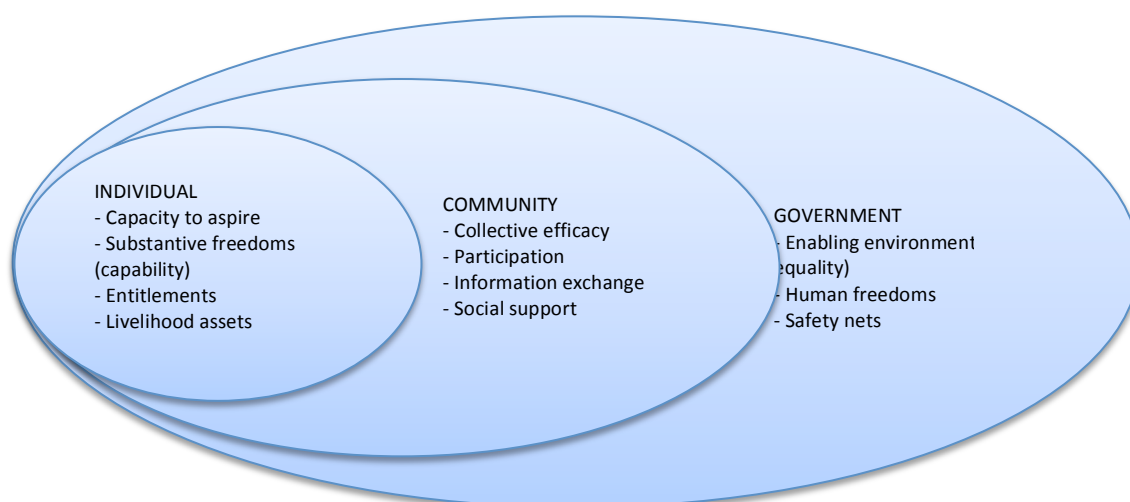 INDIVIDUAL
- Capacity to aspire
- Substantive freedoms
(capability)
- Entitlements
- Livelihood assets
COMMUNITY
- Collective efficacy
- Participation
- Information exchange
- Social support
GOVERNMENT
- Enabling environment
equality)
- Human freedoms
- Safety nets